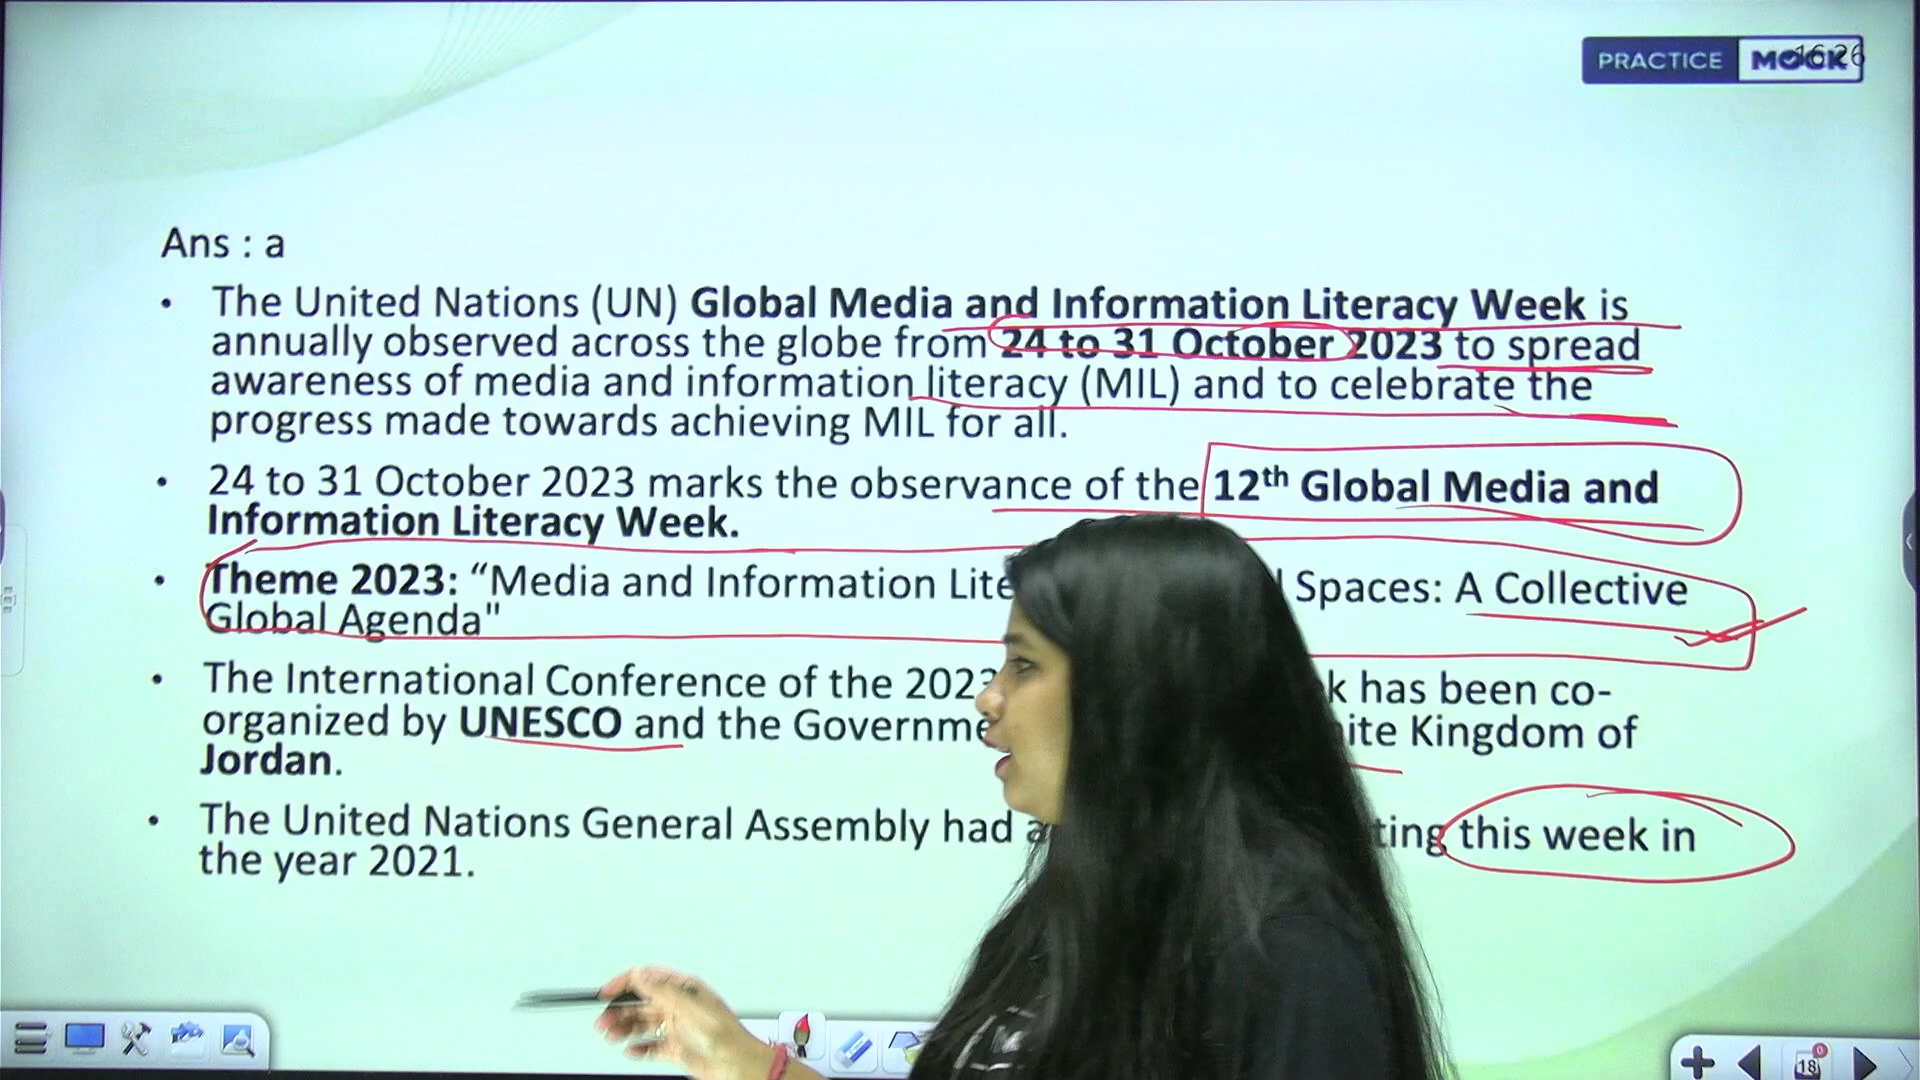 PRACTICE MOCK
16:26
Ans : a
• The United Nations (UN) Global Media and Information Literacy Week is
annually observed across the globe from 24 to 31 October 2023 to spread
awareness of media and information literacy (MIL) and to celebrate the
progress made towards achieving MIL for all.
• 24 to 31 October 2023 marks the observance of the 12th Global Media and
Information Literacy Week.
• Theme 2023: “Media and Information Spaces: A Collective
Global Agenda"
• The International Conference of the 2023 has been co-
organized by UNESCO and the Kingdom of
Jordan.
• The United Nations General Assembly had this week in
the year 2021.
18
0